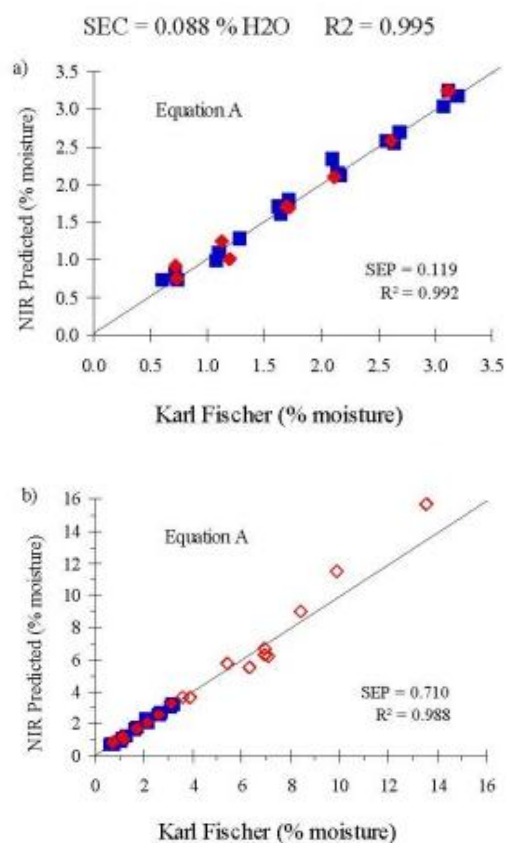 SEC = 0.088 % H2O R2 = 0.995
a)
3.5
3.0
2.5
2.0
1.5
1.0
0.5
0.0
NIR Predicted (% moisture)
Equation A
SEP = 0.119
R² = 0.992
0.0 0.5 1.0 1.5 2.0 2.5 3.0 3.5
Karl Fischer (% moisture)
b)
16
14
12
10
8
6
4
2
0
NIR Predicted (% moisture)
Equation A
SEP = 0.710
R² = 0.988
0 2 4 6 8 10 12 14 16
Karl Fischer (% moisture)